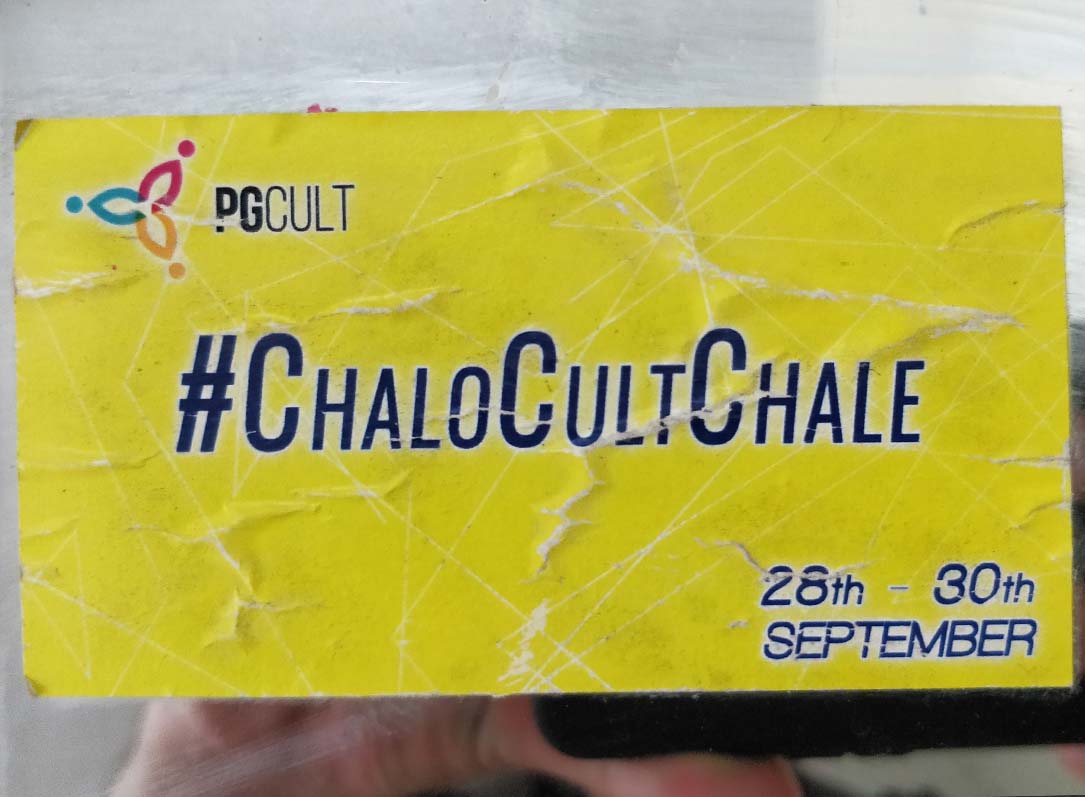 PGCULT
#CHALOCULTCHALE
28th - 30th
SEPTEMBER